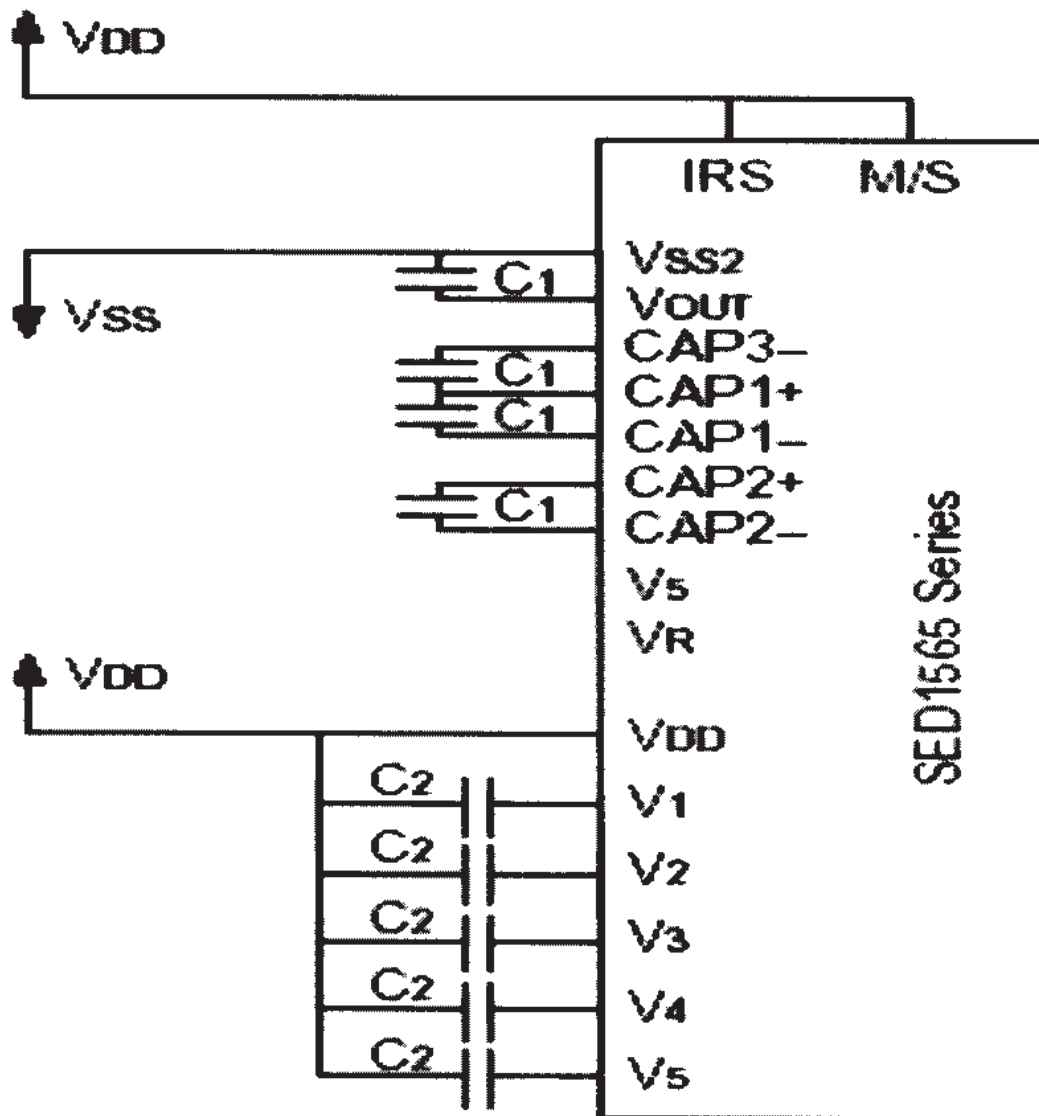 VDD
IRS M/S
VSS2
C1
VOUT
VSS
CAP3–
C1
CAP1+
C1
CAP1–
CAP2+
C1
CAP2–
V5
VR
VDD
VDD
C2
V1
C2
V2
C2
V3
C2
V4
C2
V5
SED1565 Series